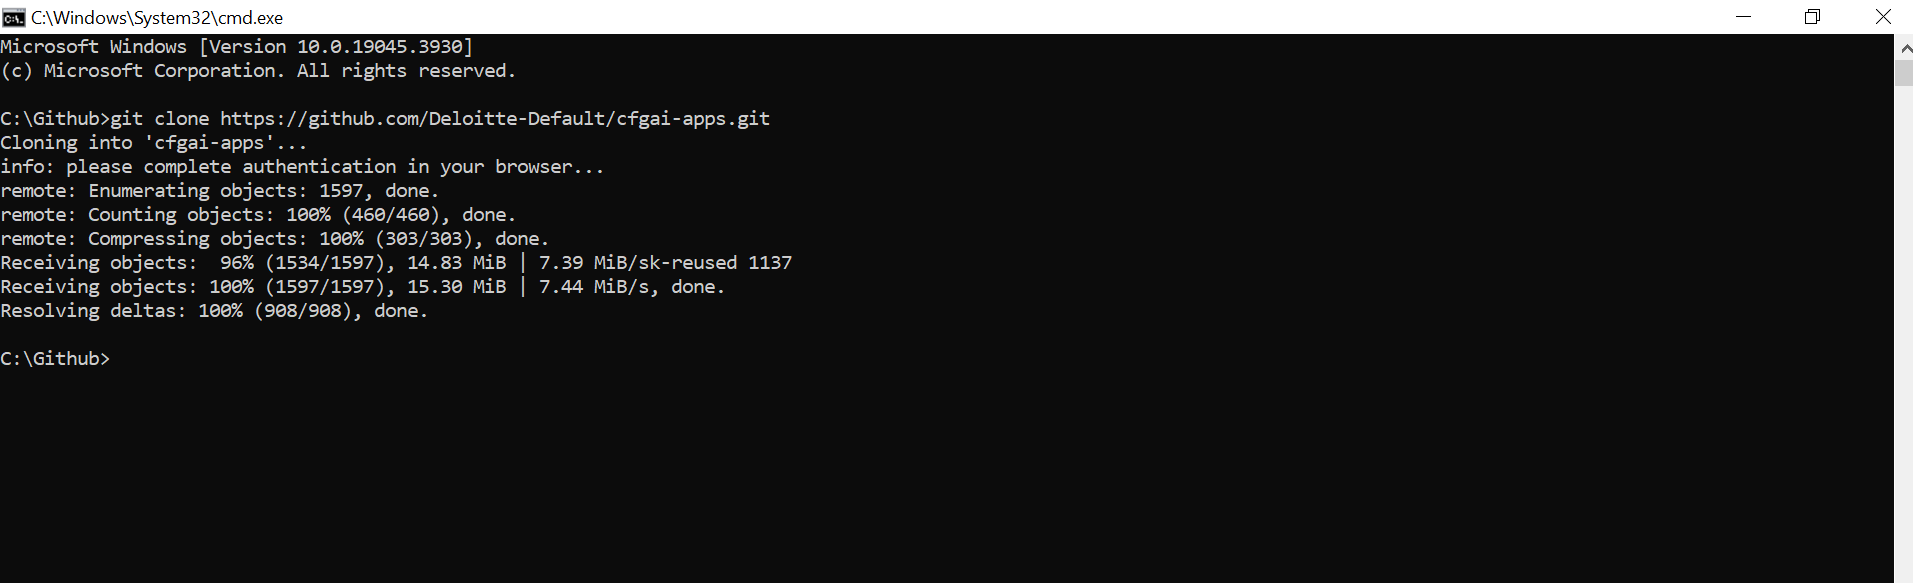 C:\Windows\System32\cmd.exe
Microsoft Windows [Version 10.0.19045.3930]
(c) Microsoft Corporation. All rights reserved.
C:\Github>git clone https://github.com/Deloitte-Default/cfgai-apps.git
Cloning into 'cfgai-apps'...
info: please complete authentication in your browser...
remote: Enumerating objects: 1597, done.
remote: Counting objects: 100% (460/460), done.
remote: Compressing objects: 100% (303/303), done.
Receiving objects:  96% (1534/1597), 14.83 MiB | 7.39 MiB/sk-reused 1137
Receiving objects: 100% (1597/1597), 15.30 MiB | 7.44 MiB/s, done.
Resolving deltas: 100% (908/908), done.
C:\Github>